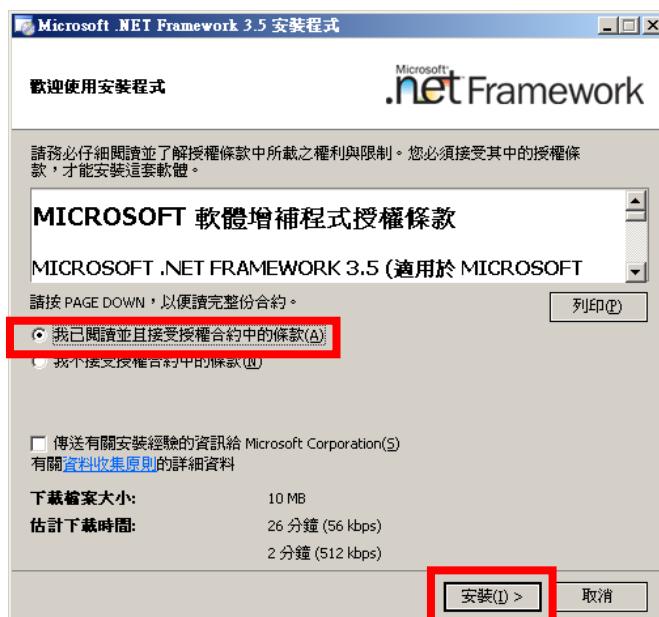 Microsoft .NET Framework 3.5 安裝程式
歡迎使用安裝程式
Microsoft
.net Framework
請務必仔細閱讀並了解授權條款中所載之權利與限制。您必須接受其中的授權條
款，才能安裝這套軟體。
MICROSOFT 軟體增補程式授權條款
MICROSOFT .NET FRAMEWORK 3.5 (適用於 MICROSOFT
請按 PAGE DOWN，以便讀完整份合約。
列印(P)
我已閱讀並且接受授權合約中的條款(A)
我不接受授權合約中的條款(N)
傳送有關安裝經驗的資訊給 Microsoft Corporation(S)
有關資料收集原則的詳細資料
下載檔案大小: 10 MB
估計下載時間: 26 分鐘 (56 kbps)
2 分鐘 (512 kbps)
安裝(I) > 取消